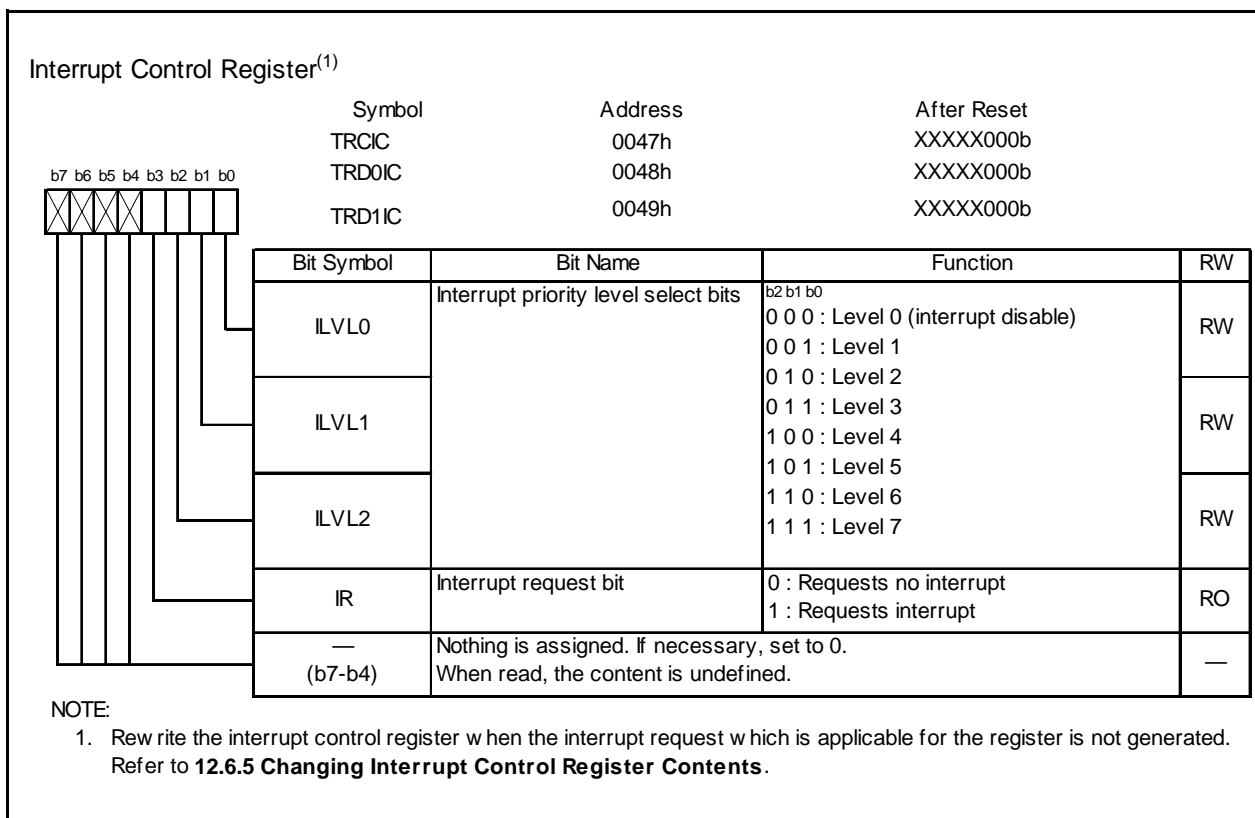 Interrupt Control Register(1)
Symbol Address After Reset
TRCIC 0047h XXXXX000b
TRD0IC 0048h XXXXX000b
TRD1IC 0049h XXXXX000b
b7 b6 b5 b4 b3 b2 b1 b0
Bit Symbol Bit Name Function RW
ILVL0 Interrupt priority level select bits b2 b1 b0 RW
0 0 0 : Level 0 (interrupt disable)
0 0 1 : Level 1
0 1 0 : Level 2
ILVL1 0 1 1 : Level 3 RW
1 0 0 : Level 4
1 0 1 : Level 5
ILVL2 1 1 0 : Level 6 RW
1 1 1 : Level 7
IR Interrupt request bit 0 : Requests no interrupt RO
1 : Requests interrupt
— Nothing is assigned. If necessary, set to 0. —
(b7-b4) When read, the content is undefined.
NOTE:
1. Rewrite the interrupt control register when the interrupt request which is applicable for the register is not generated.
Refer to 12.6.5 Changing Interrupt Control Register Contents.